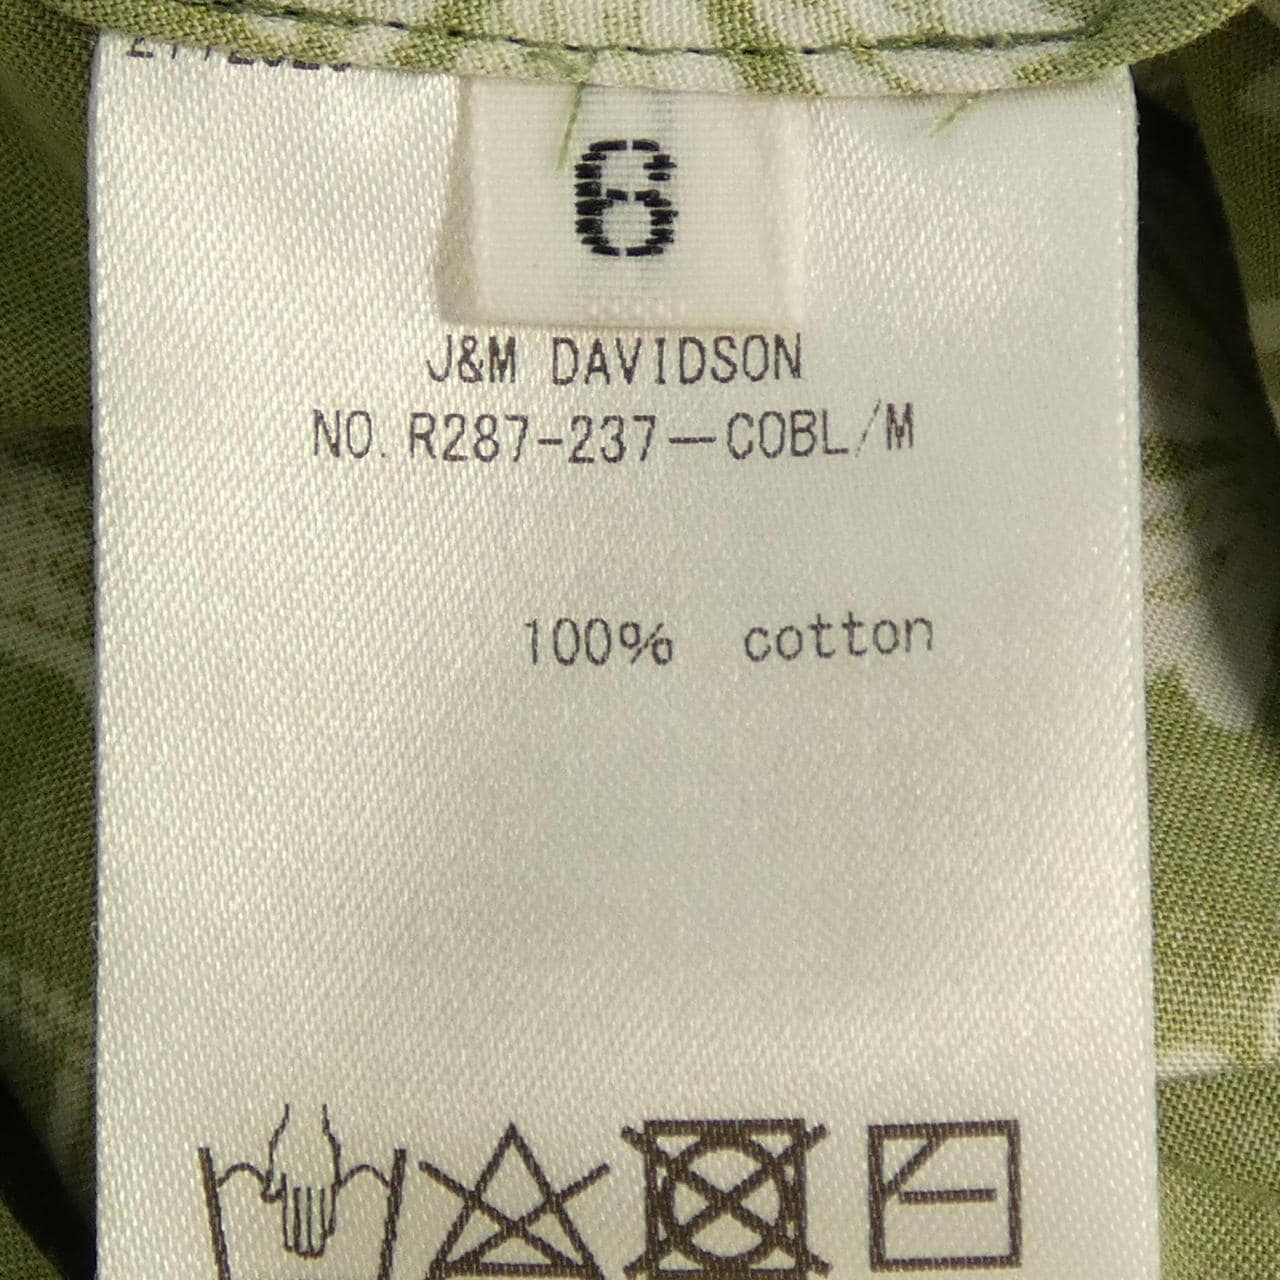 6
J&M DAVIDSON
NO. R287-237—COBL/M
100% cotton